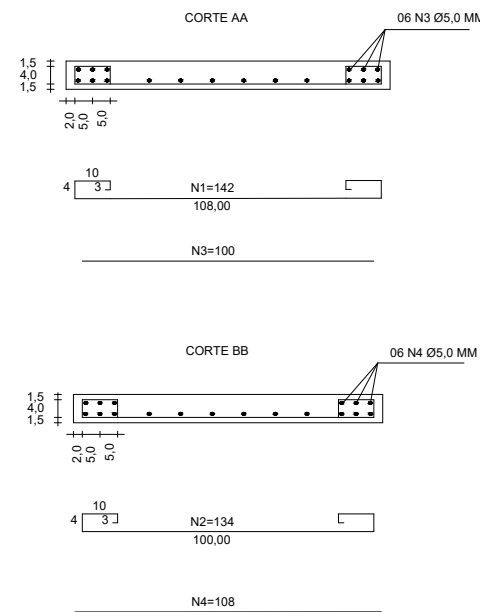 CORTE AA
06 N3 Ø5,0 MM
1,5
4,0
1,5
2,0
5,0
5,0
10
4
3
N1=142
108,00
N3=100
CORTE BB
06 N4 Ø5,0 MM
1,5
4,0
1,5
2,0
5,0
5,0
10
4
3
N2=134
100,00
N4=108